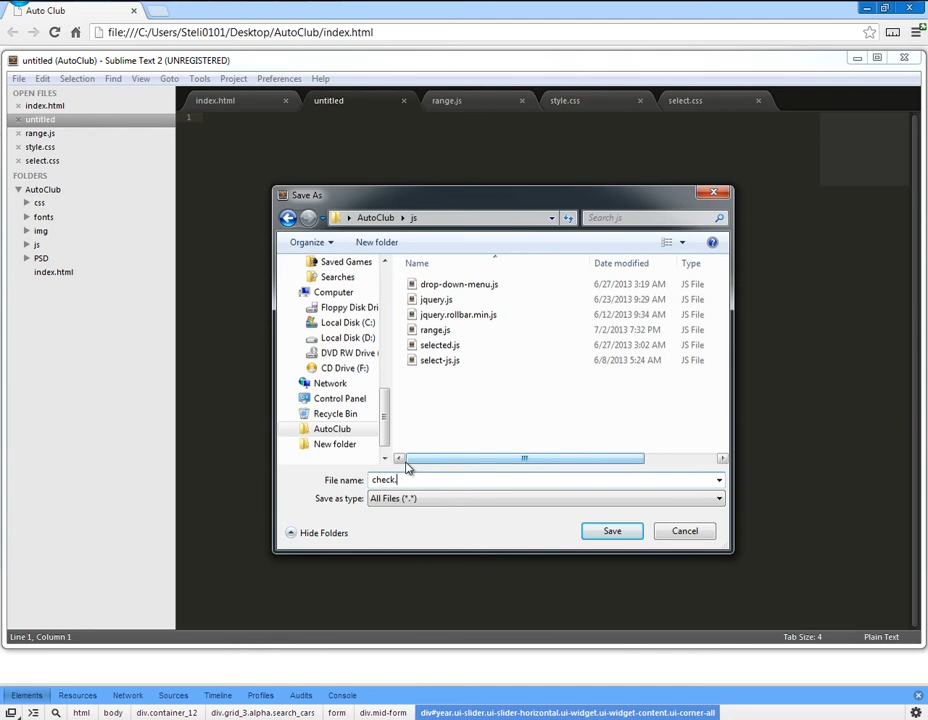 Auto Club
file:///C:/Users/Steli0101/Desktop/AutoClub/index.html
untitled (AutoClub) - Sublime Text 2 (UNREGISTERED)
File Edit Selection Find View Goto Tools Project Preferences Help
OPEN FILES
index.html
untitled
range.js
style.css
select.css
FOLDERS
AutoClub
css
fonts
img
js
PSD
index.html
index.html untitled range.js style.css select.css
1
Save As
AutoClub js
Search js
Organize New folder
Saved Games
Searches
Computer
Floppy Disk Dri
Local Disk (C:)
Local Disk (D:)
DVD RW Drive (
CD Drive (F:)
Network
Control Panel
Recycle Bin
AutoClub
New folder
Name Date modified Type
drop-down-menu.js 6/27/2013 3:19 AM JS File
jquery.js 6/23/2013 9:29 AM JS File
jquery.rollbar.min.js 6/12/2013 9:34 AM JS File
range.js 7/2/2013 7:32 PM JS File
selected.js 6/27/2013 3:02 AM JS File
select-js.js 6/8/2013 5:24 AM JS File
File name: check.
Save as type: All Files (*.*)
Hide Folders Save Cancel
Line 1, Column 1 Tab Size: 4 Plain Text
Elements Resources Network Sources Timeline Profiles Audits Console
html body div.container_12 div.grid_3.alpha.search_cars form div.mid-form div#year.ui-slider.ui-slider-horizontal.ui-widget.ui-widget-content.ui-corner-all